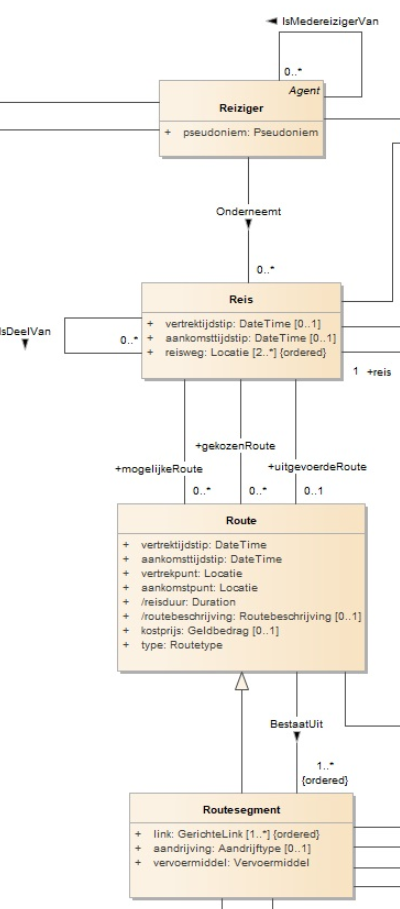 ◄ IsMedereizigerVan
0..*
Agent
Reiziger
+ pseudoniem: Pseudoniem
Onderneemt
0..*
Reis
+ vertrektijdstip: DateTime [0..1]
+ aankomsttijdstip: DateTime [0..1]
+ reisweg: Locatie [2..*] {ordered}
sDeelVan
0..*
1 +reis
+gekozenRoute
+mogelijkeRoute
+uitgevoerdeRoute
0..*
0..*
0..1
Route
+ vertrektijdstip: DateTime
+ aankomsttijdstip: DateTime
+ vertrekpunt: Locatie
+ aankomstpunt: Locatie
+ /reisduur: Duration
+ /routebeschrijving: Routebeschrijving [0..1]
+ kostprijs: Geldbedrag [0..1]
+ type: Routetype
BestaatUit
1..*
{ordered}
Routesegment
+ link: GerichteLink [1..*] {ordered}
+ aandrijving: Aandrijftype [0..1]
+ vervoermiddel: Vervoermiddel